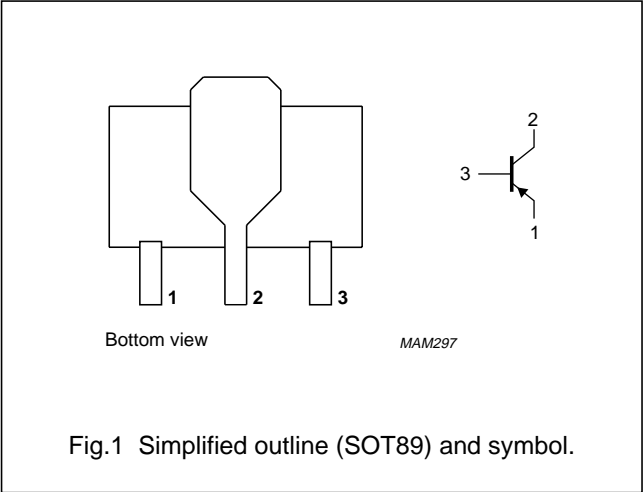 2
3
1
1 2 3
Bottom view MAM297
Fig.1 Simplified outline (SOT89) and symbol.